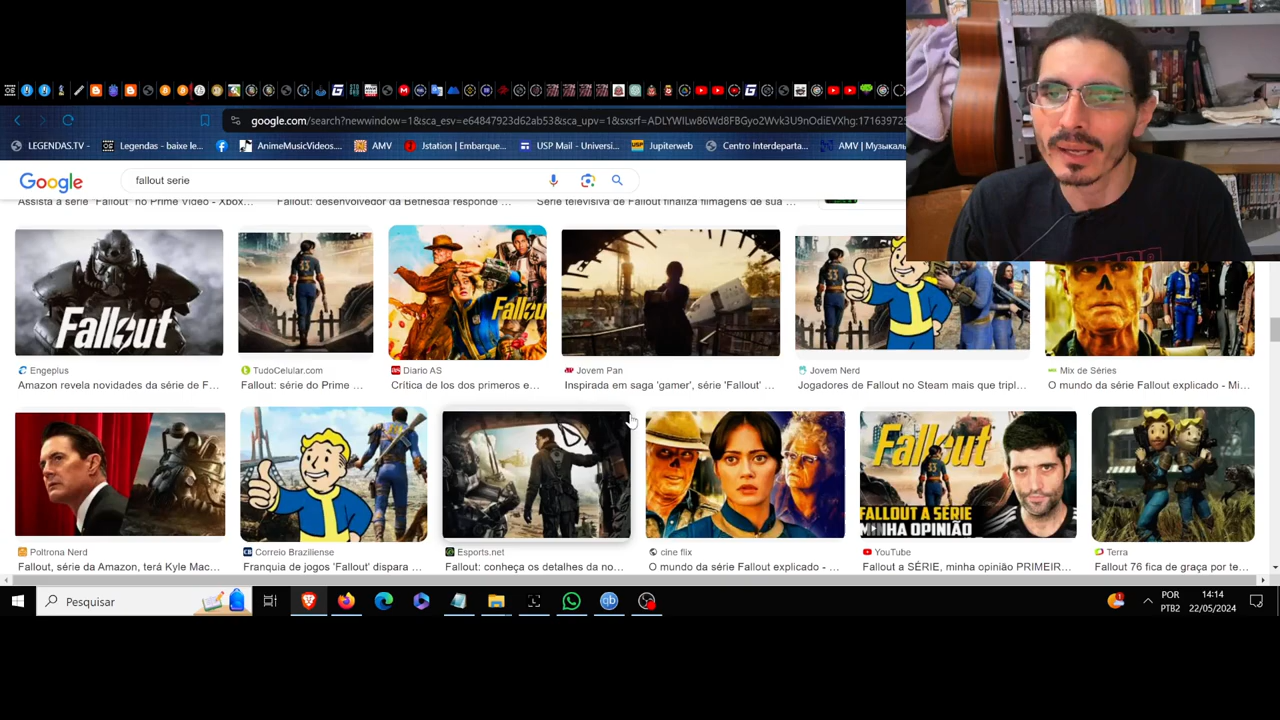 google.com/search?newwindow=1&sca_esv=e64847923d62ab53&sca_upv=1&sxsrf=ADLYWILw86Wd8FBGyo2Wvk3U9nOdiEVXhg:171639725
LEGENDAS.TV -
Legendas - baixe le...
AMV
AnimeMusicVideos....
AMV
Jstation | Embarque...
USP Mail - Universi...
USP
Jupiterweb
Centro Interdeparta...
AMV | Музыкаль
Google
fallout serie
Assista a série 'Fallout' no Prime Video - Xbox...
Fallout: desenvolvedor da Bethesda responde ...
Série televisiva de Fallout finaliza filmagens de sua ...
Fallout
33
Fallout
Engeplus
TudoCelular.com
Diario AS
Jovem Pan
Jovem Nerd
Mix de Séries
Amazon revela novidades da série de F...
Fallout: série do Prime ...
Crítica de los dos primeros e...
Inspirada em saga 'gamer', série 'Fallout' ...
Jogadores de Fallout no Steam mais que tripl...
O mundo da série Fallout explicado - Mi...
Fallout
33
FALLOUT A SÉRIE
MINHA OPINIÃO
Poltrona Nerd
Correio Braziliense
Esports.net
cine flix
YouTube
Terra
Fallout, série da Amazon, terá Kyle Mac...
Franquia de jogos 'Fallout' dispara ...
Fallout: conheça os detalhes da no...
O mundo da série Fallout explicado - ...
Fallout a SÉRIE, minha opinião PRIMEIR...
Fallout 76 fica de graça por te...
Pesquisar
POR
PTB2
14:14
22/05/2024